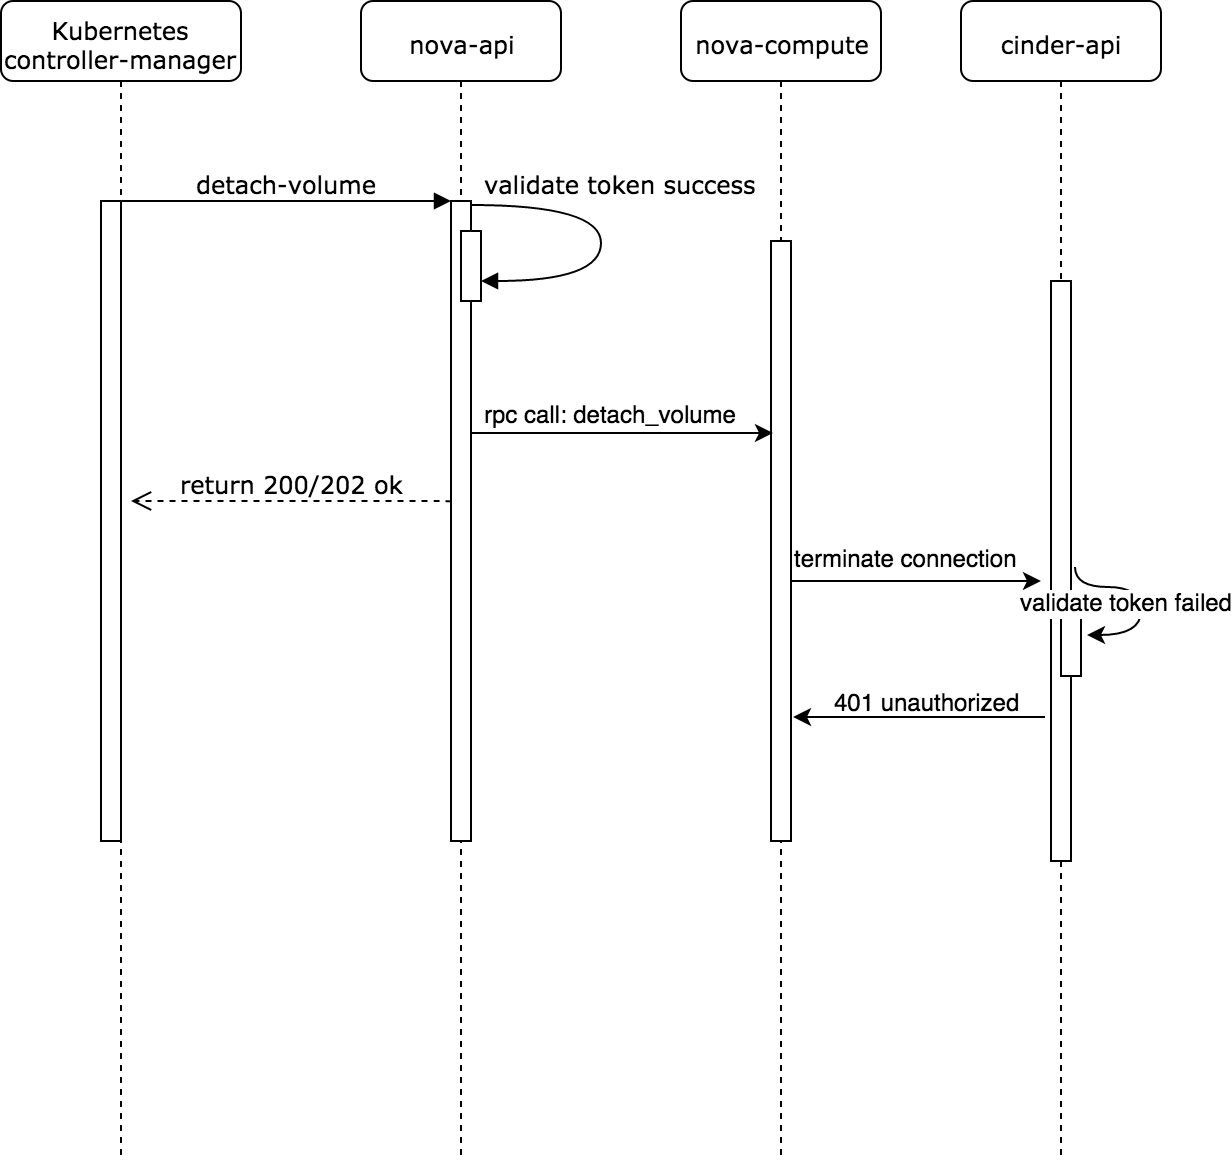 Kubernetes
controller-manager
nova-api
nova-compute
cinder-api
detach-volume
validate token success
rpc call: detach_volume
return 200/202 ok
terminate connection
validate token failed
401 unauthorized